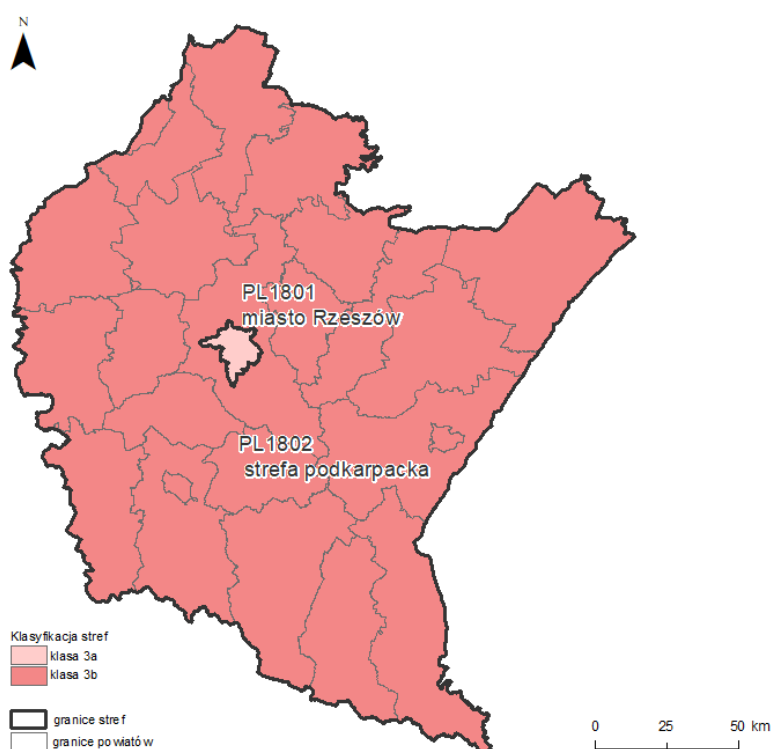 N
PL1801
miasto Rzeszów
PL1802
strefa podkarpacka
Klasyfikacja stref
klasa 3a
klasa 3b
granice stref
granice powiatów
0 25 50 km